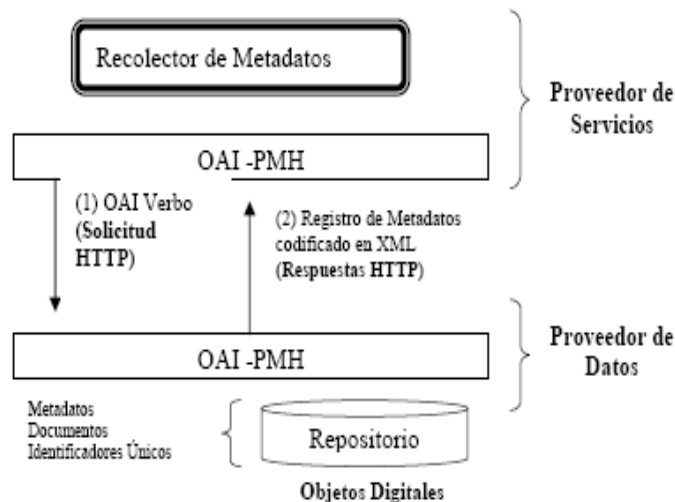 Recolector de Metadatos
Proveedor de
Servicios
OAI -PMH
(1) OAI Verbo
(Solicitud
HTTP)
(2) Registro de Metadatos
codificado en XML
(Respuestas HTTP)
OAI -PMH
Proveedor de
Datos
Metadatos
Documentos
Identificadores Únicos
Repositorio
Objetos Digitales